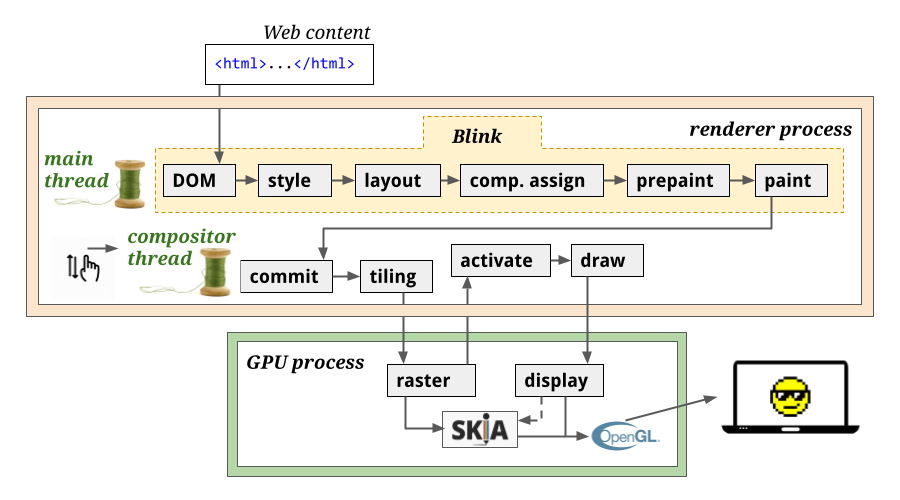 Web content
<html>...</html>
Blink
renderer process
main
thread
DOM
style
layout
comp. assign
prepaint
paint
compositor
thread
commit
tiling
activate
draw
GPU process
raster
display
SKiA
OpenGL.